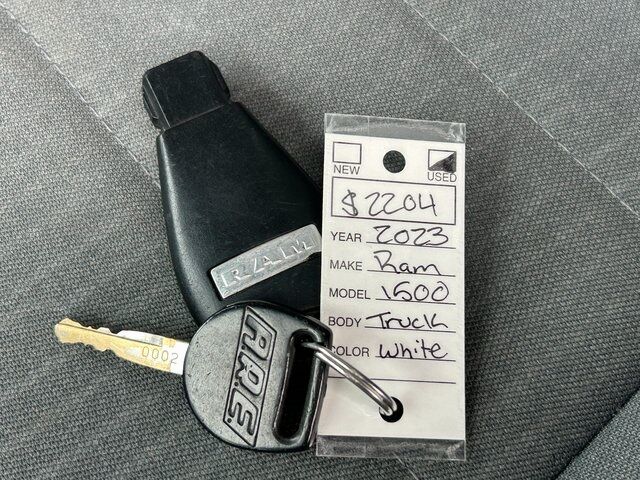 NEW
USED
$2204
YEAR 2023
MAKE Ram
MODEL 1500
BODY Truck
COLOR White
RAM
A.R.E.
0002